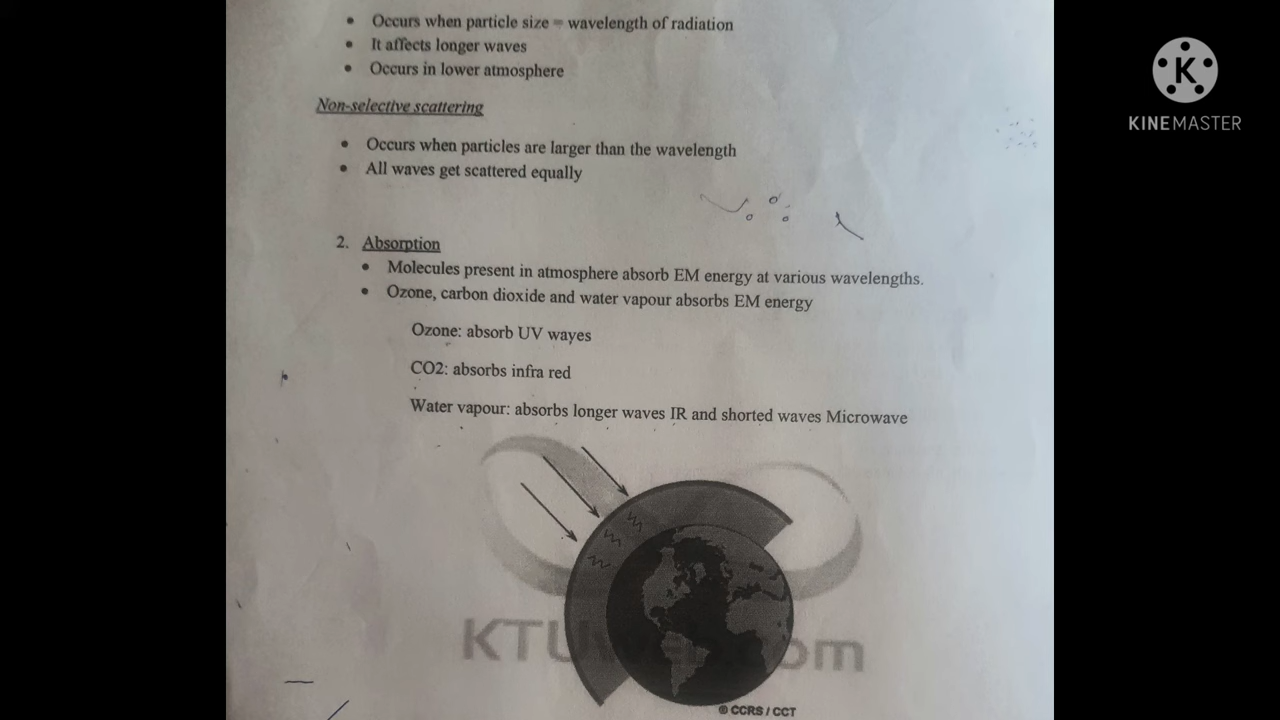 • Occurs when particle size = wavelength of radiation
• It affects longer waves
• Occurs in lower atmosphere
Non-selective scattering
• Occurs when particles are larger than the wavelength
• All waves get scattered equally
2. Absorption
• Molecules present in atmosphere absorb EM energy at various wavelengths.
• Ozone, carbon dioxide and water vapour absorbs EM energy
Ozone: absorb UV wayes
CO2: absorbs infra red
Water vapour: absorbs longer waves IR and shorted waves Microwave
© CCRS / CCT
K
KINEMASTER